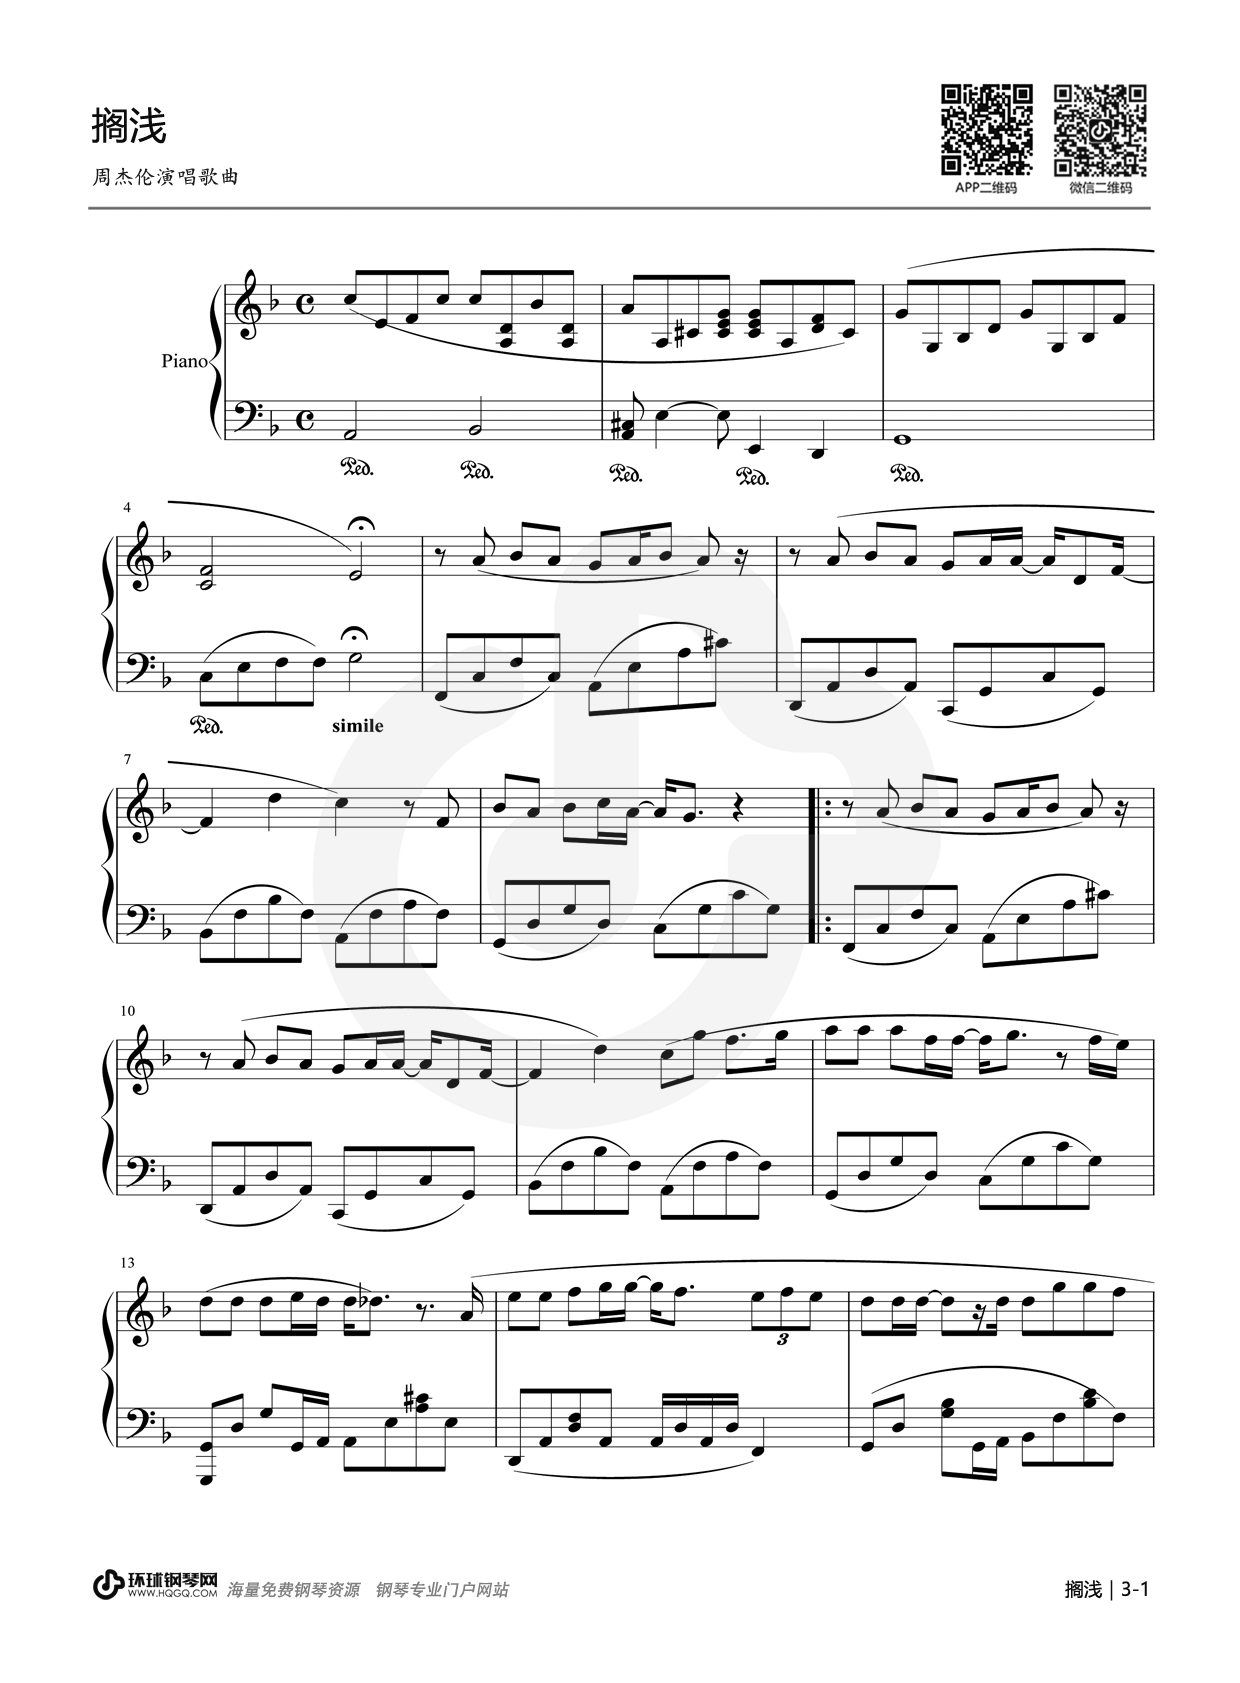 搁浅
周杰伦演唱歌曲
APP二维码
微信二维码
Piano
Ped. Ped. Ped. Ped. Ped.
4
Ped. simile
7
10
13
3
环球钢琴网
WWW.HQGQ.COM
海量免费钢琴资源 钢琴专业门户网站
搁浅 | 3-1